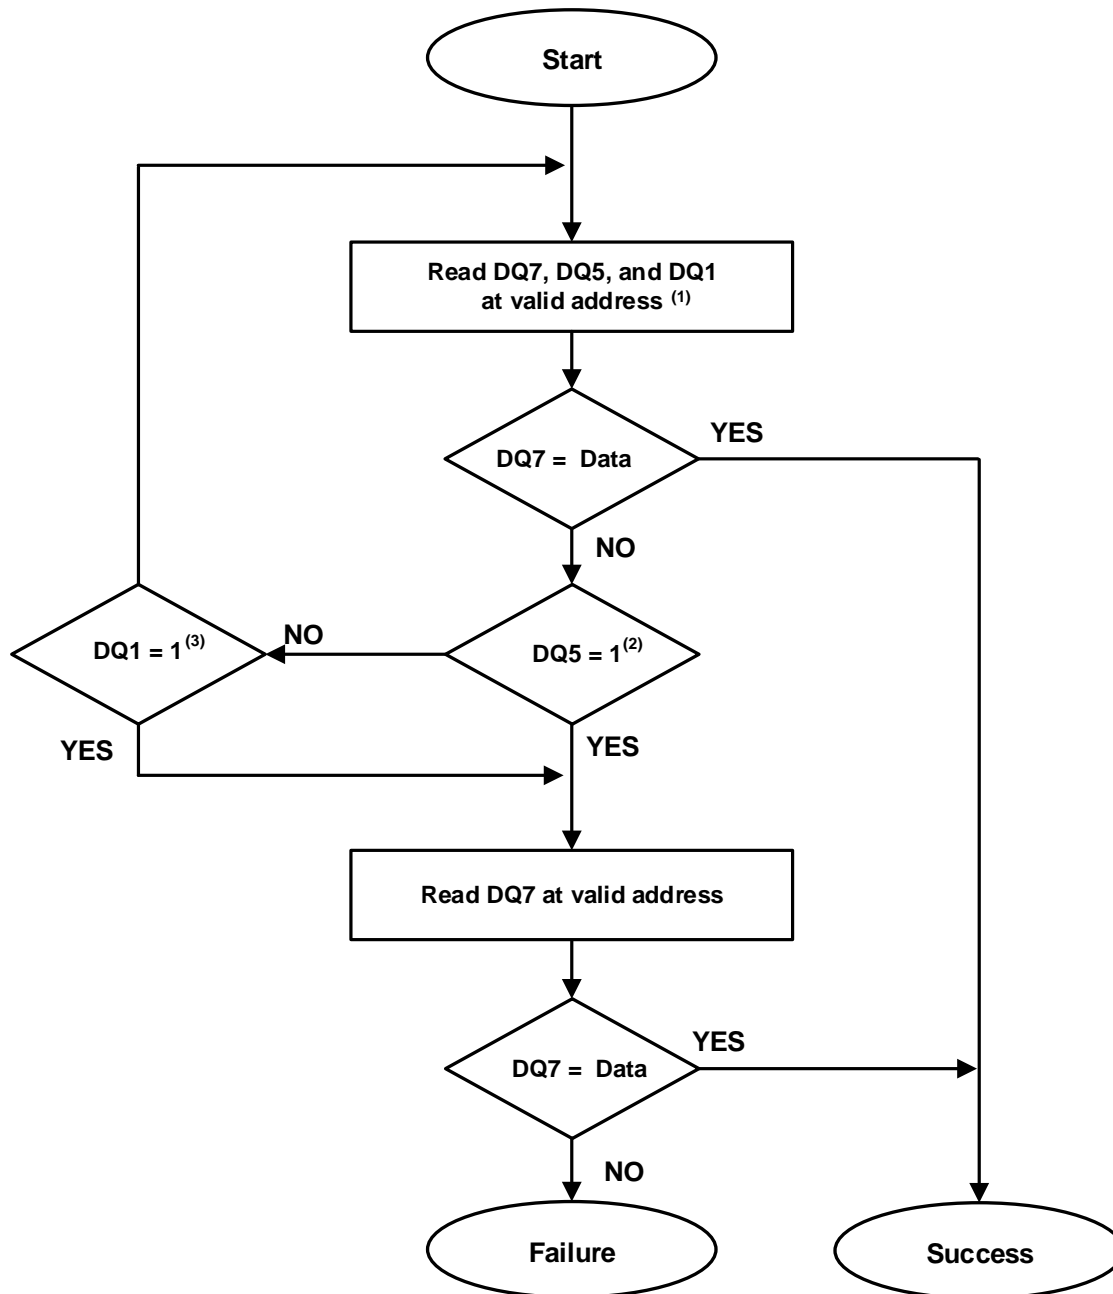 Start
Read DQ7, DQ5, and DQ1
at valid address (1)
YES
DQ7 = Data
NO
DQ1 = 1(3)
NO
DQ5 = 1(2)
YES
YES
Read DQ7 at valid address
YES
DQ7 = Data
NO
Failure
Success